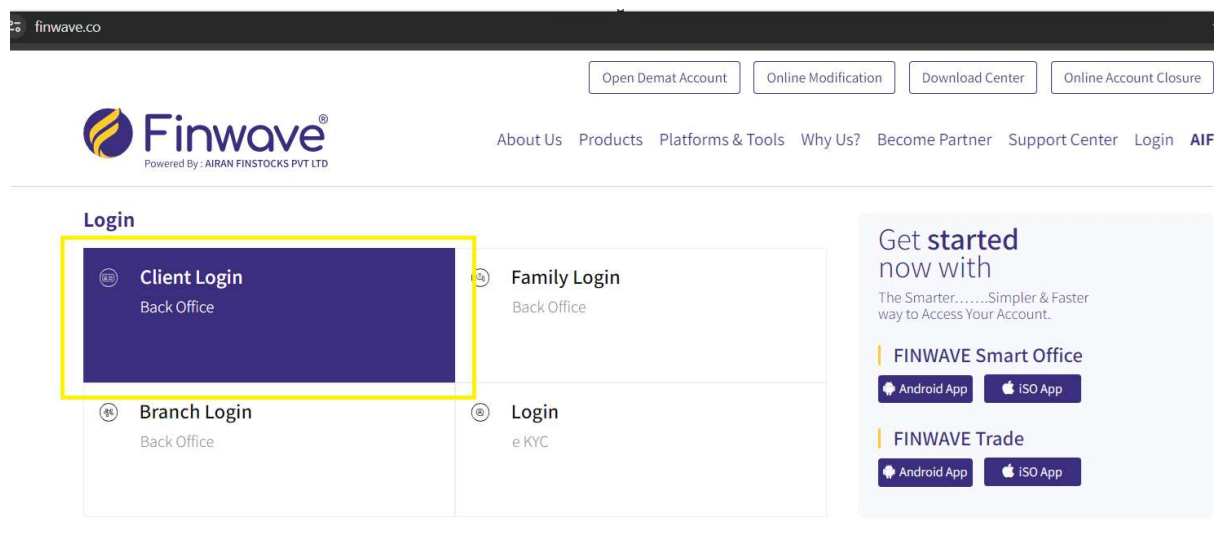 finwave.co
Open Demat Account
Online Modification
Download Center
Online Account Closure
Finwave®
Powered By : AIRAN FINSTOCKS PVT LTD
About Us Products Platforms & Tools Why Us? Become Partner Support Center Login AIF
Login
Client Login
Back Office
Family Login
Back Office
Branch Login
Back Office
Login
e KYC
Get started
now with
The Smarter.......Simpler & Faster
way to Access Your Account.
FINWAVE Smart Office
Android App
iSO App
FINWAVE Trade
Android App
iSO App